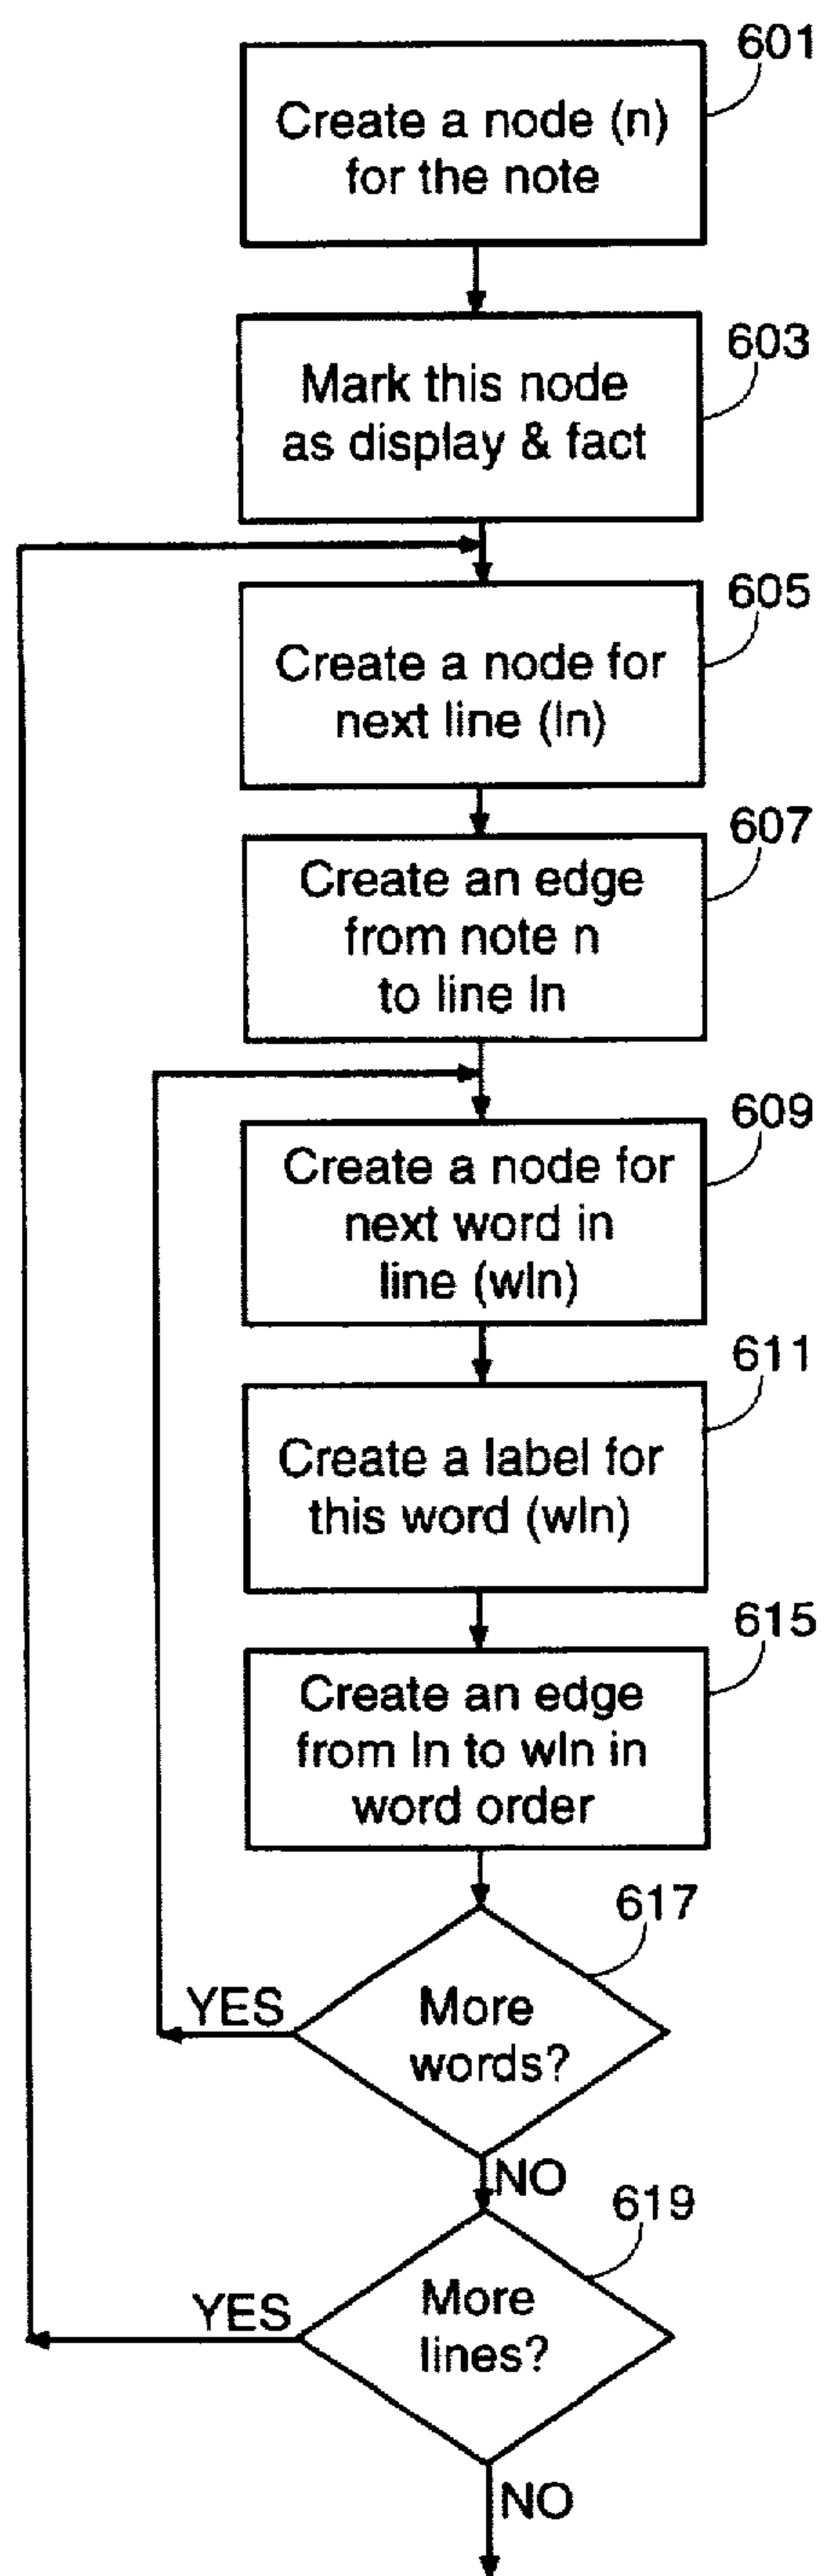 601
Create a node (n)
for the note
603
Mark this node
as display & fact
605
Create a node for
next line (ln)
607
Create an edge
from note n
to line ln
609
Create a node for
next word in
line (wln)
611
Create a label for
this word (wln)
615
Create an edge
from ln to wln in
word order
617
More
words?
YES
NO
619
More
lines?
YES
NO